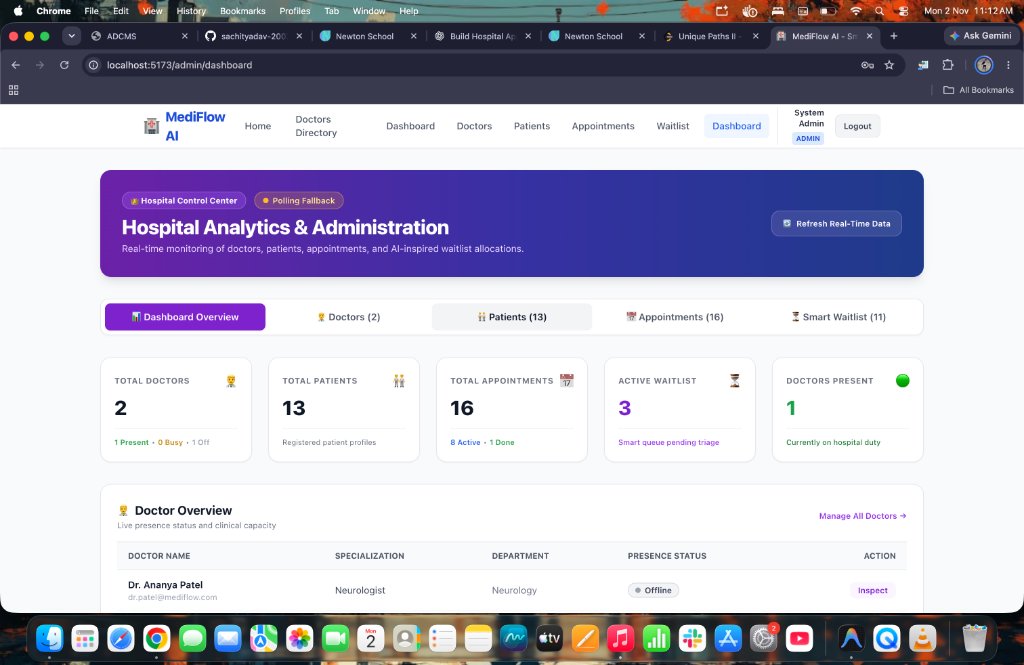 Chrome File Edit View History Bookmarks Profiles Tab Window Help Mon 2 Nov 11:12 AM
ADCMS sachityadav-200 Newton School Build Hospital Ap Newton School Unique Paths II - MediFlow AI - Sm Ask Gemini
localhost:5173/admin/dashboard
All Bookmarks
MediFlow AI
Home
Doctors Directory
Dashboard Doctors Patients Appointments Waitlist Dashboard
System Admin
ADMIN
Logout
Hospital Control Center Polling Fallback
Hospital Analytics & Administration
Real-time monitoring of doctors, patients, appointments, and AI-inspired waitlist allocations.
Refresh Real-Time Data
Dashboard Overview Doctors (2) Patients (13) Appointments (16) Smart Waitlist (11)
TOTAL DOCTORS
2
1 Present • 0 Busy • 1 Off
TOTAL PATIENTS
13
Registered patient profiles
TOTAL APPOINTMENTS
16
8 Active • 1 Done
ACTIVE WAITLIST
3
Smart queue pending triage
DOCTORS PRESENT
1
Currently on hospital duty
Doctor Overview
Live presence status and clinical capacity
Manage All Doctors →
DOCTOR NAME SPECIALIZATION DEPARTMENT PRESENCE STATUS ACTION
Dr. Ananya Patel
dr.patel@mediflow.com
Neurologist Neurology Offline Inspect
Mon
2
tv
2